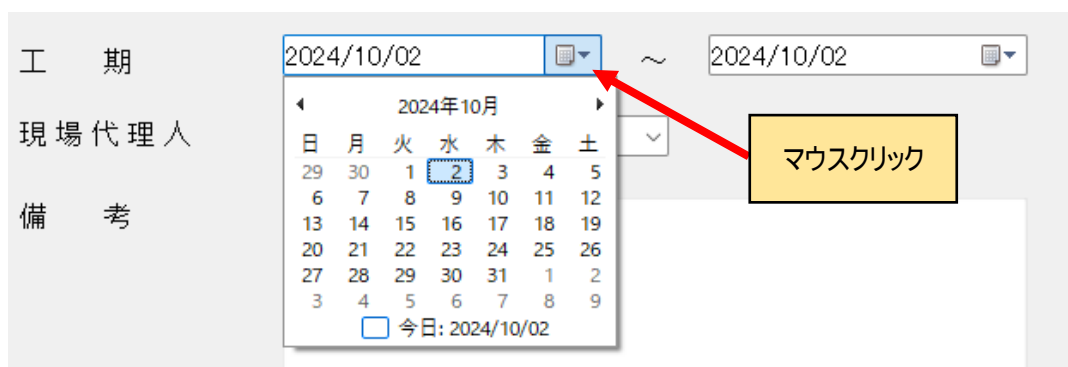 工　　期 2024/10/02 ～ 2024/10/02
2024年10月
現 場 代 理 人
マウスクリック
日 月 火 水 木 金 土
29 30 1 2 3 4 5
6 7 8 9 10 11 12
備　　考
13 14 15 16 17 18 19
20 21 22 23 24 25 26
27 28 29 30 31 1 2
3 4 5 6 7 8 9
今日: 2024/10/02